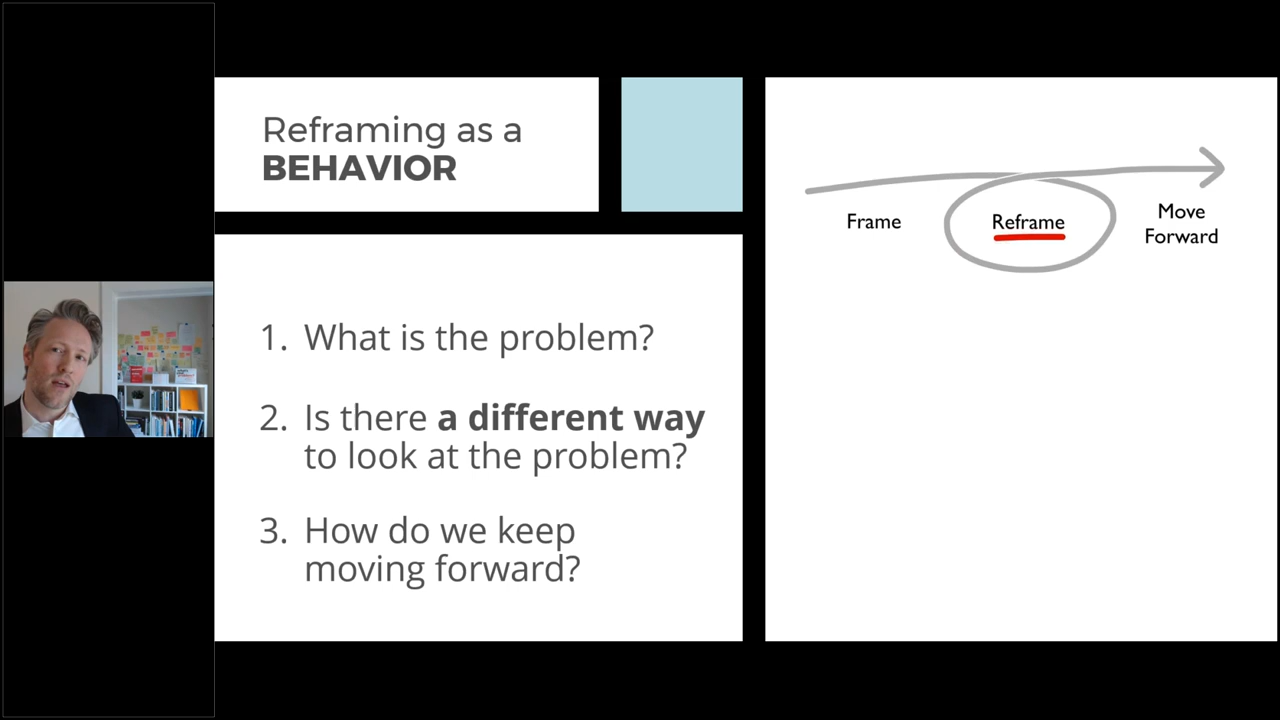 Reframing as a
BEHAVIOR
1. What is the problem?
2. Is there a different way
to look at the problem?
3. How do we keep
moving forward?
Frame
Reframe
Move
Forward